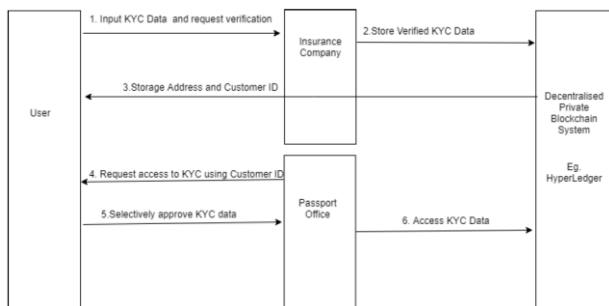 1. Input KYC Data and request verification
Insurance
Company
2.Store Verified KYC Data
3.Storage Address and Customer ID
User
Decentralised
Private
Blockchain
System
Eg.
HyperLedger
4. Request access to KYC using Customer ID
Passport
Office
5.Selectively approve KYC data
6. Access KYC Data